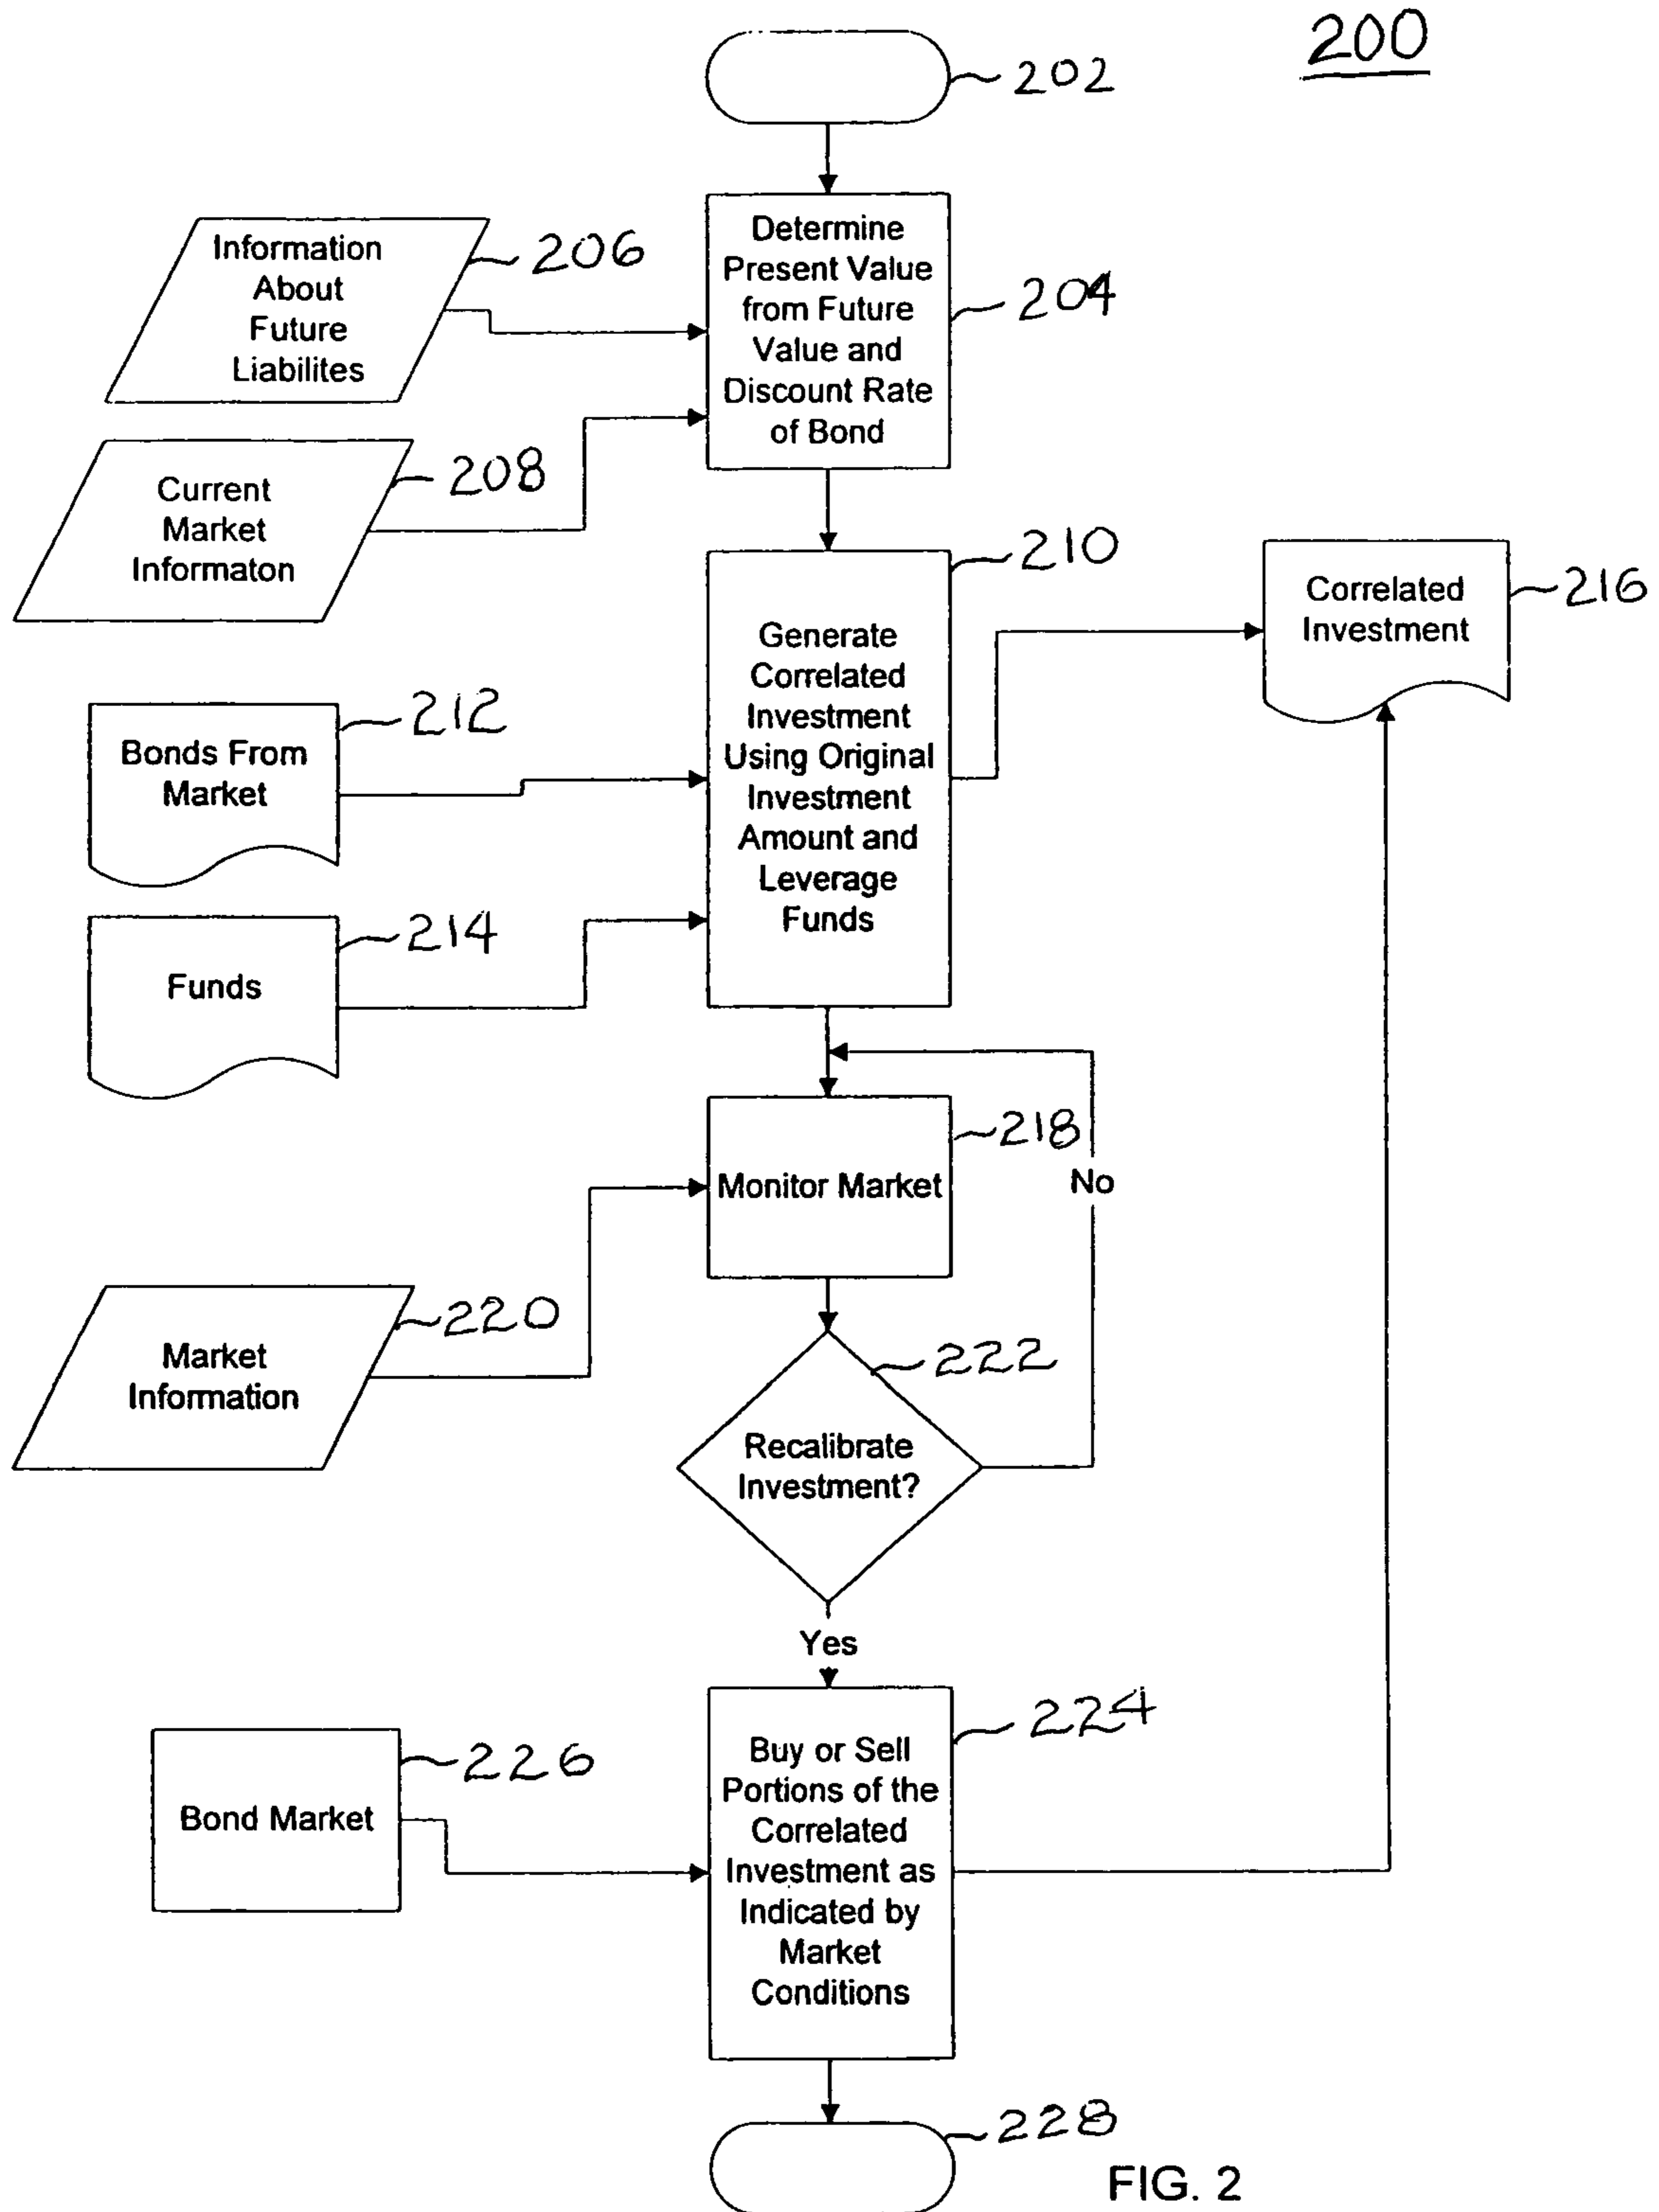 200
202
Determine
Present Value
from Future
Value and
Discount Rate
of Bond
204
Information
About
Future
Liabilites
206
Current
Market
Informaton
208
Generate
Correlated
Investment
Using Original
Investment
Amount and
Leverage
Funds
210
Correlated
Investment
216
Bonds From
Market
212
Funds
214
Monitor Market
218
No
Market
Information
220
Recalibrate
Investment?
222
Yes
Buy or Sell
Portions of the
Correlated
Investment as
Indicated by
Market
Conditions
224
Bond Market
226
228
FIG. 2